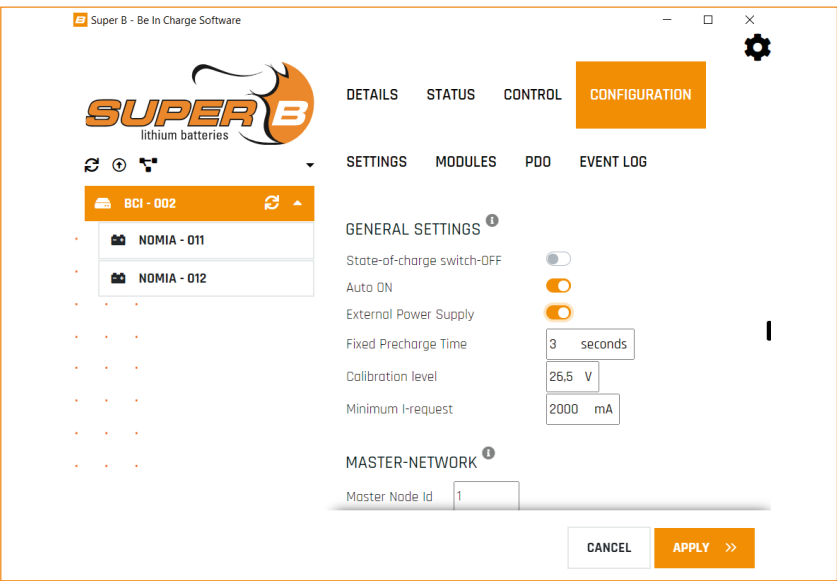 Super B - Be In Charge Software
SUPER B
lithium batteries
DETAILS STATUS CONTROL CONFIGURATION
SETTINGS MODULES PDO EVENT LOG
BCI - 002
NOMIA - 011
NOMIA - 012
GENERAL SETTINGS
State-of-charge switch-OFF
Auto ON
External Power Supply
Fixed Precharge Time 3 seconds
Calibration level 26,5 V
Minimum I-request 2000 mA
MASTER-NETWORK
Master Node Id 1
CANCEL APPLY